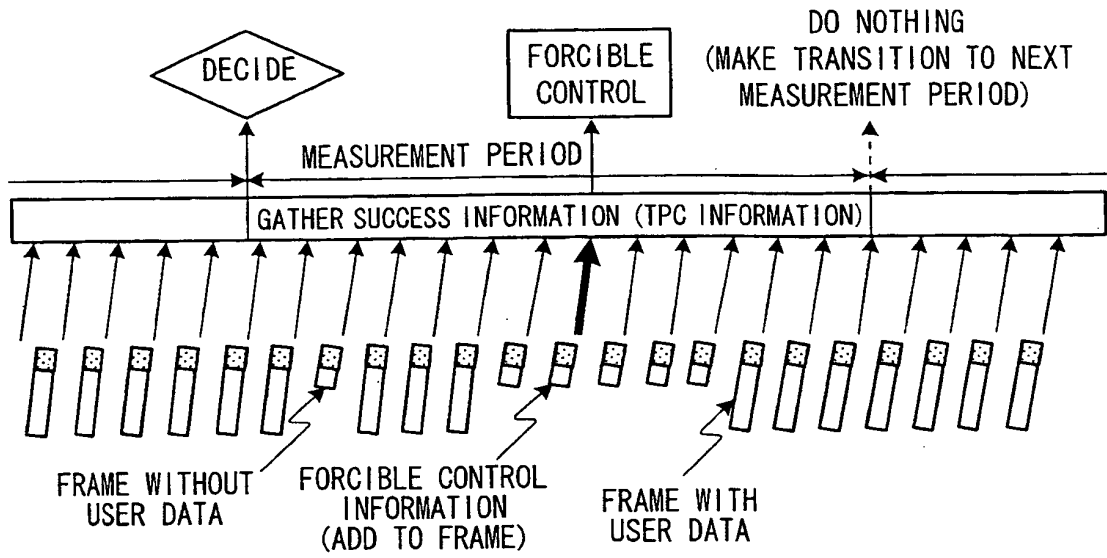 DO NOTHING
(MAKE TRANSITION TO NEXT
MEASUREMENT PERIOD)
DECIDE
FORCIBLE
CONTROL
MEASUREMENT PERIOD
GATHER SUCCESS INFORMATION (TPC INFORMATION)
FRAME WITHOUT
USER DATA
FORCIBLE CONTROL
INFORMATION
(ADD TO FRAME)
FRAME WITH
USER DATA